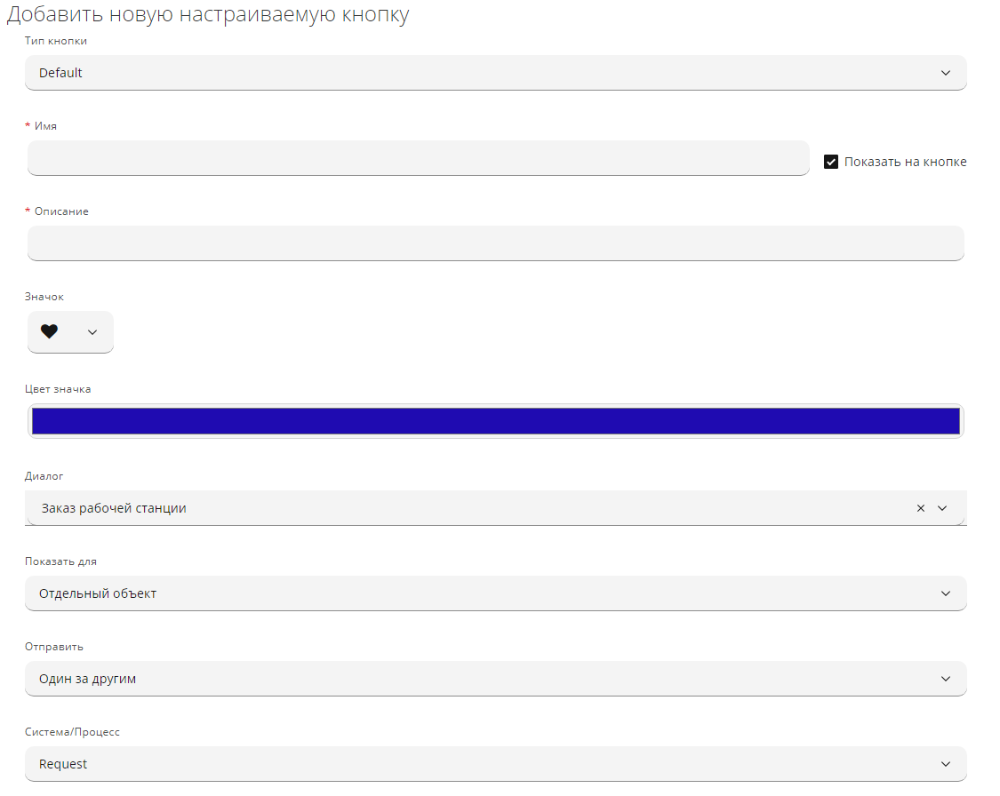 Добавить новую настраиваемую кнопку
Тип кнопки
Default
* Имя
Показать на кнопке
* Описание
Значок
Цвет значка
Диалог
Заказ рабочей станции
Показать для
Отдельный объект
Отправить
Один за другим
Система/Процесс
Request